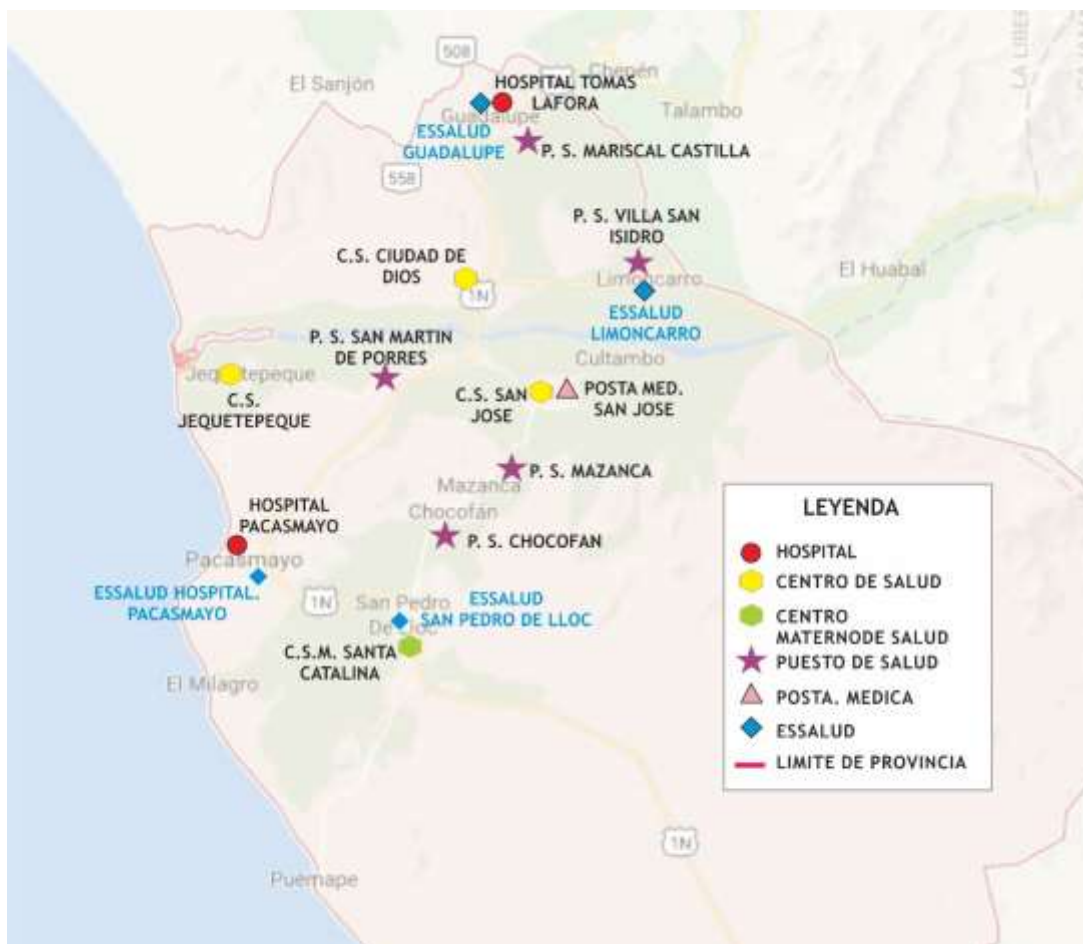 508
El Sanjón
Chepén
HOSPITAL TOMAS
LAFORA
Guadalupe
Talambo
ESSALUD
GUADALUPE
P. S. MARISCAL CASTILLA
558
P. S. VILLA SAN
ISIDRO
C.S. CIUDAD DE
DIOS
1N
Limoncarro
El Huabal
ESSALUD
LIMONCARRO
P. S. SAN MARTIN
DE PORRES
Cultambo
Jequetepeque
C.S.
JEQUETEPEQUE
C.S. SAN
JOSE
POSTA MED.
SAN JOSE
P. S. MAZANCA
Mazanca
Chocofán
HOSPITAL
PACASMAYO
P. S. CHOCOFAN
Pacasmayo
ESSALUD HOSPITAL.
PACASMAYO
1N
San Pedro
De Lloc
ESSALUD
SAN PEDRO DE LLOC
C.S.M. SANTA
CATALINA
El Milagro
1N
Puemape
LEYENDA
HOSPITAL
CENTRO DE SALUD
CENTRO
MATERNODE SALUD
PUESTO DE SALUD
POSTA. MEDICA
ESSALUD
LIMITE DE PROVINCIA